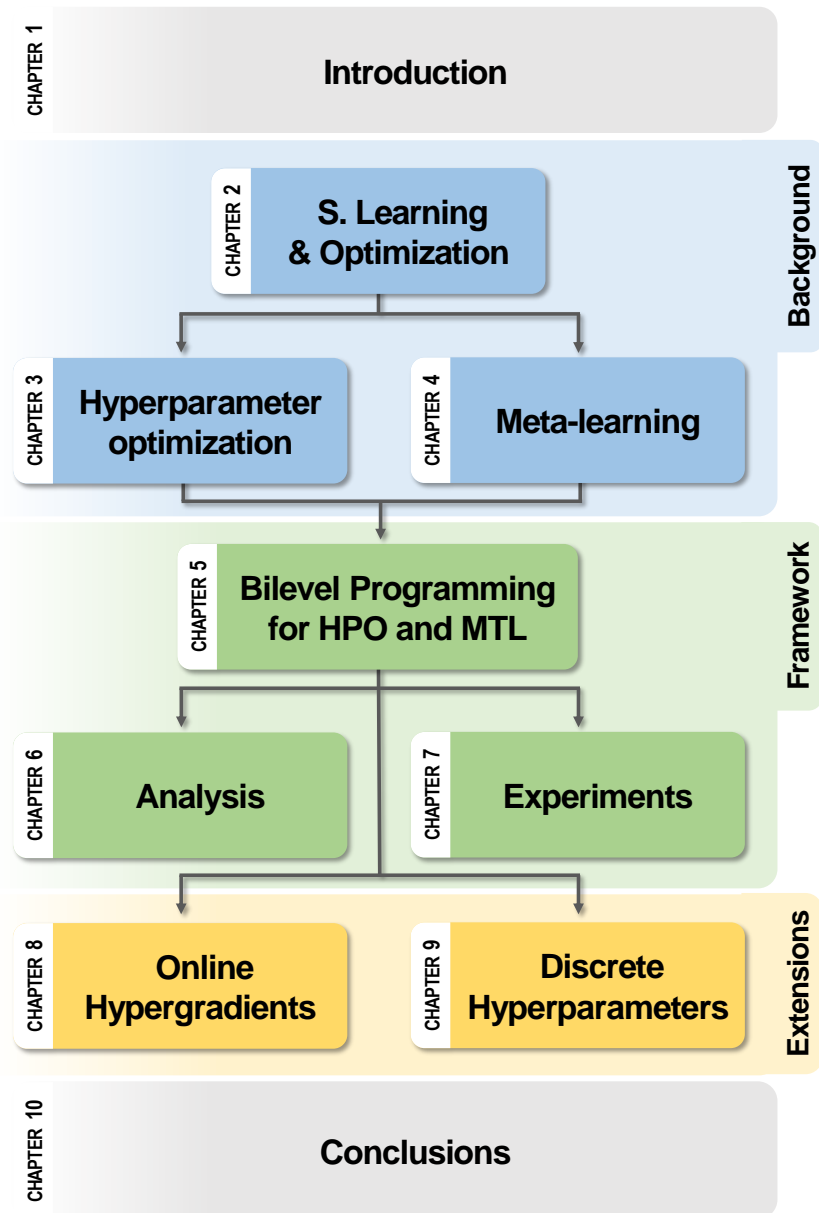 CHAPTER 1
Introduction
Background
CHAPTER 2
S. Learning
& Optimization
CHAPTER 3
Hyperparameter
optimization
CHAPTER 4
Meta-learning
Framework
CHAPTER 5
Bilevel Programming
for HPO and MTL
CHAPTER 6
Analysis
CHAPTER 7
Experiments
Extensions
CHAPTER 8
Online
Hypergradients
CHAPTER 9
Discrete
Hyperparameters
CHAPTER 10
Conclusions